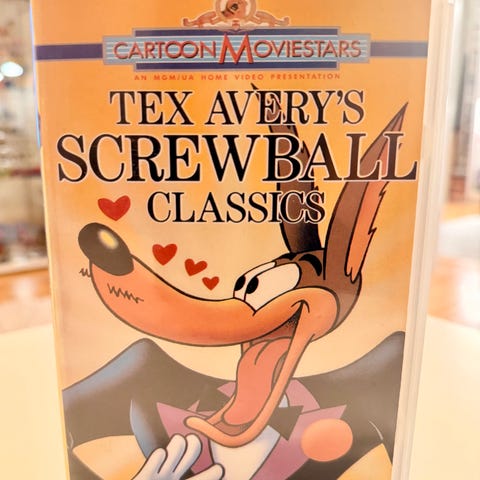 CARTOON MOVIESTARS
AN MGM/UA HOME VIDEO PRESENTATION
TEX AVERY'S
SCREWBALL
CLASSICS